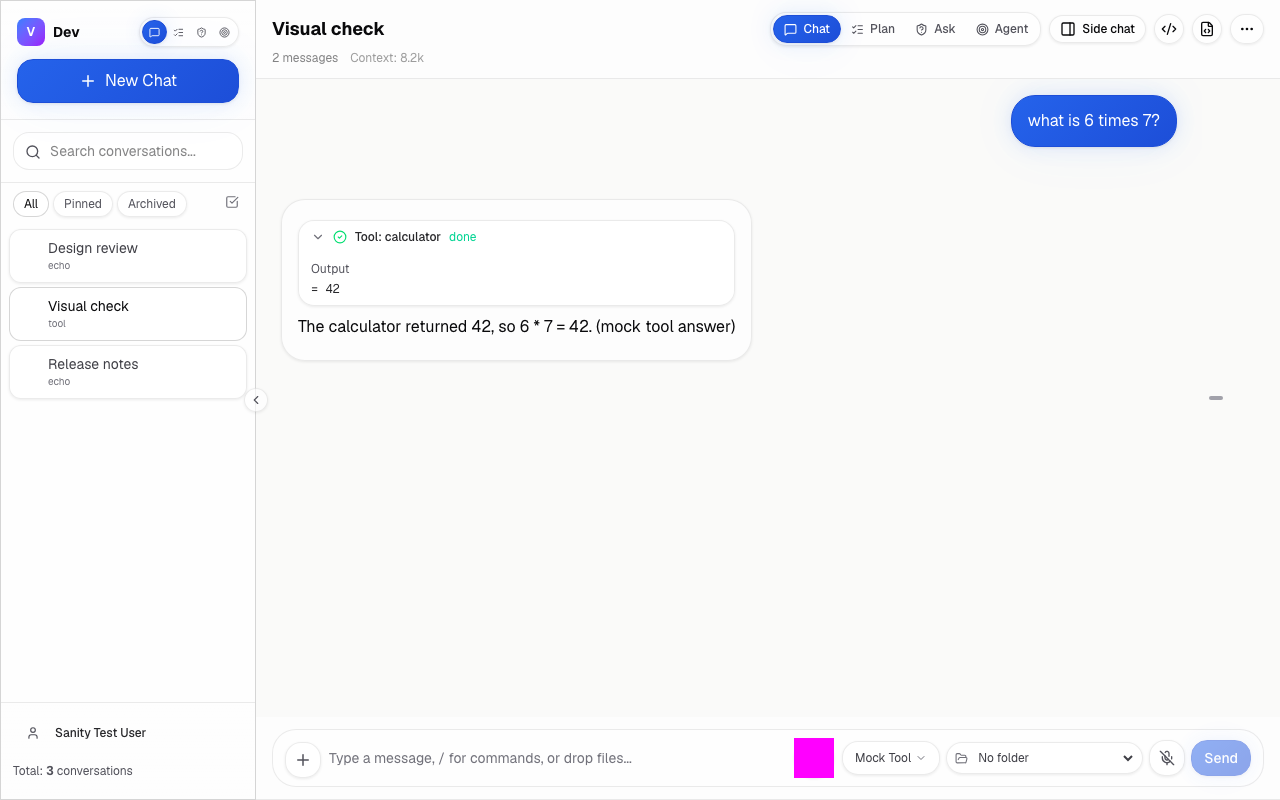 V Dev
New Chat
Search conversations...
All Pinned Archived
Design review
echo
Visual check
tool
Release notes
echo
Sanity Test User
Total: 3 conversations
Visual check
2 messages Context: 8.2k
Chat Plan Ask Agent Side chat
what is 6 times 7?
Tool: calculator done
Output
= 42
The calculator returned 42, so 6 * 7 = 42. (mock tool answer)
Type a message, / for commands, or drop files...
Mock Tool No folder Send